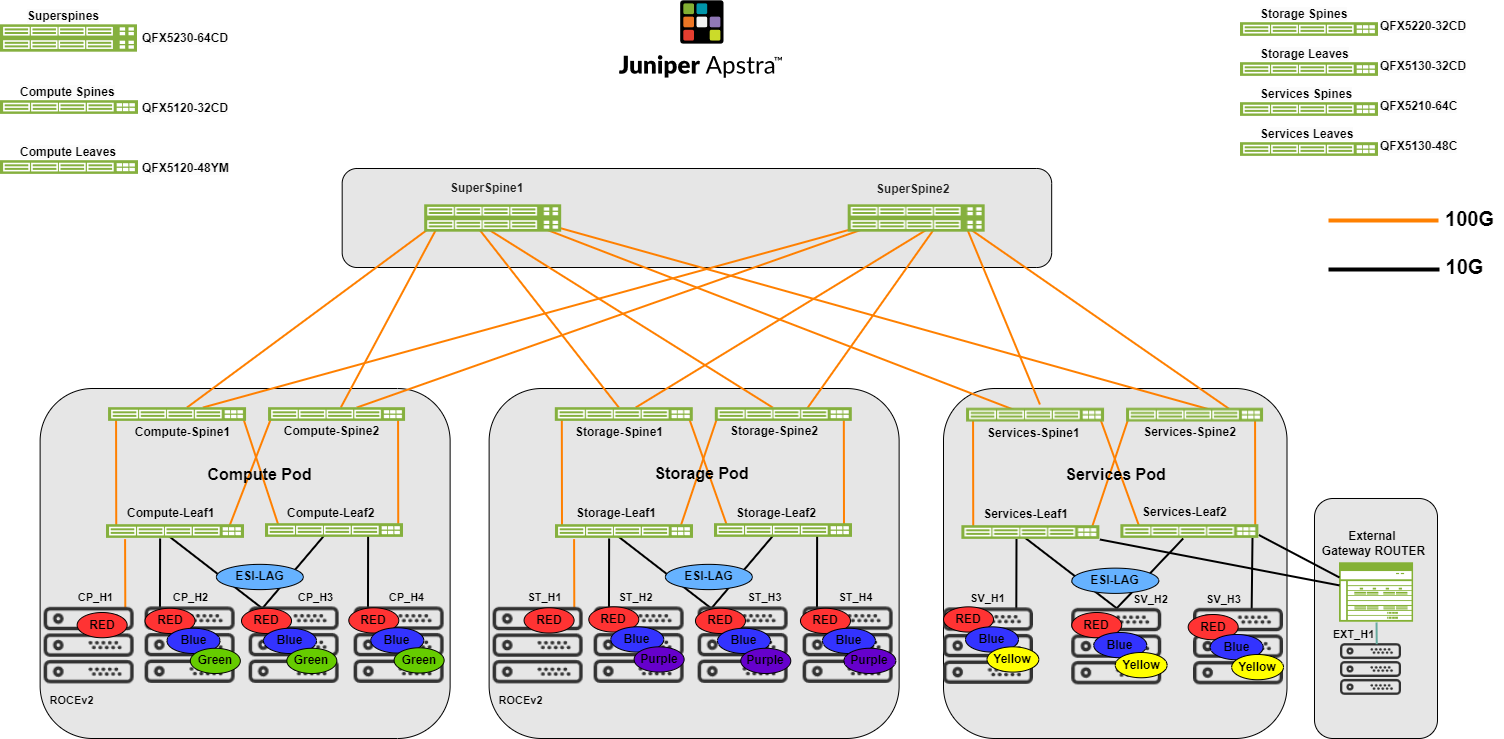 Superspines
QFX5230-64CD
Compute Spines
QFX5120-32CD
Compute Leaves
QFX5120-48YM
Juniper Apstra™
Storage Spines
QFX5220-32CD
Storage Leaves
QFX5130-32CD
Services Spines
QFX5210-64C
Services Leaves
QFX5130-48C
100G
10G
SuperSpine1
SuperSpine2
Compute-Spine1
Compute-Spine2
Compute Pod
Compute-Leaf1
Compute-Leaf2
ESI-LAG
CP_H1
CP_H2
CP_H3
CP_H4
RED
RED
Blue
Green
RED
Blue
Green
RED
Blue
Green
ROCEv2
Storage-Spine1
Storage-Spine2
Storage Pod
Storage-Leaf1
Storage-Leaf2
ESI-LAG
ST_H1
ST_H2
ST_H3
ST_H4
RED
RED
Blue
Purple
RED
Blue
Purple
RED
Blue
Purple
ROCEv2
Services-Spine1
Services-Spine2
Services Pod
Services-Leaf1
Services-Leaf2
ESI-LAG
SV_H1
SV_H2
SV_H3
RED
Blue
Yellow
RED
Blue
Yellow
RED
Blue
Yellow
External
Gateway ROUTER
EXT_H1